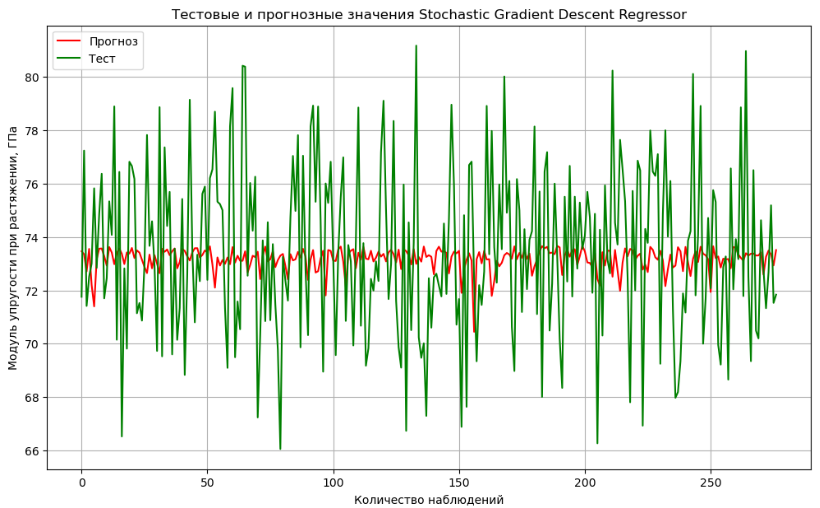 Тестовые и прогнозные значения Stochastic Gradient Descent Regressor
Прогноз
Тест
Модуль упругости при растяжении, ГПа
80
78
76
74
72
70
68
66
0 50 100 150 200 250
Количество наблюдений